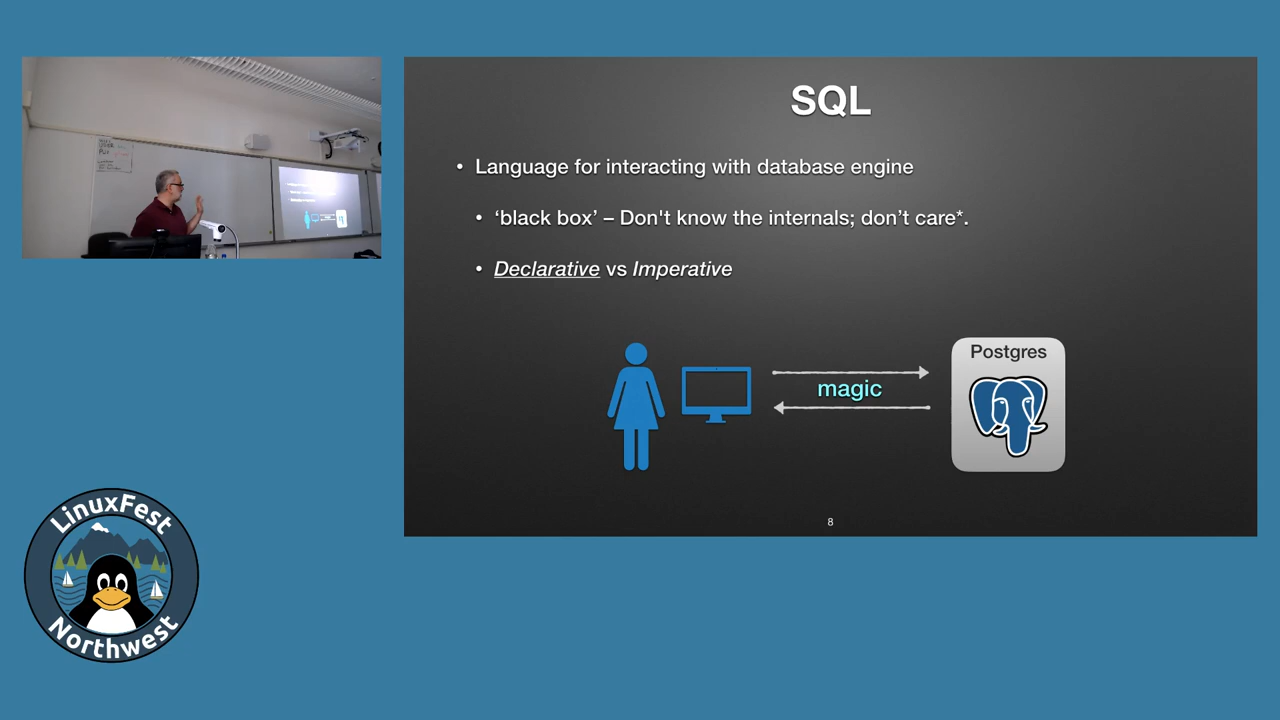 SQL
• Language for interacting with database engine
• ‘black box’ – Don't know the internals; don’t care*.
• Declarative vs Imperative
Postgres
magic
8
LinuxFest
Northwest